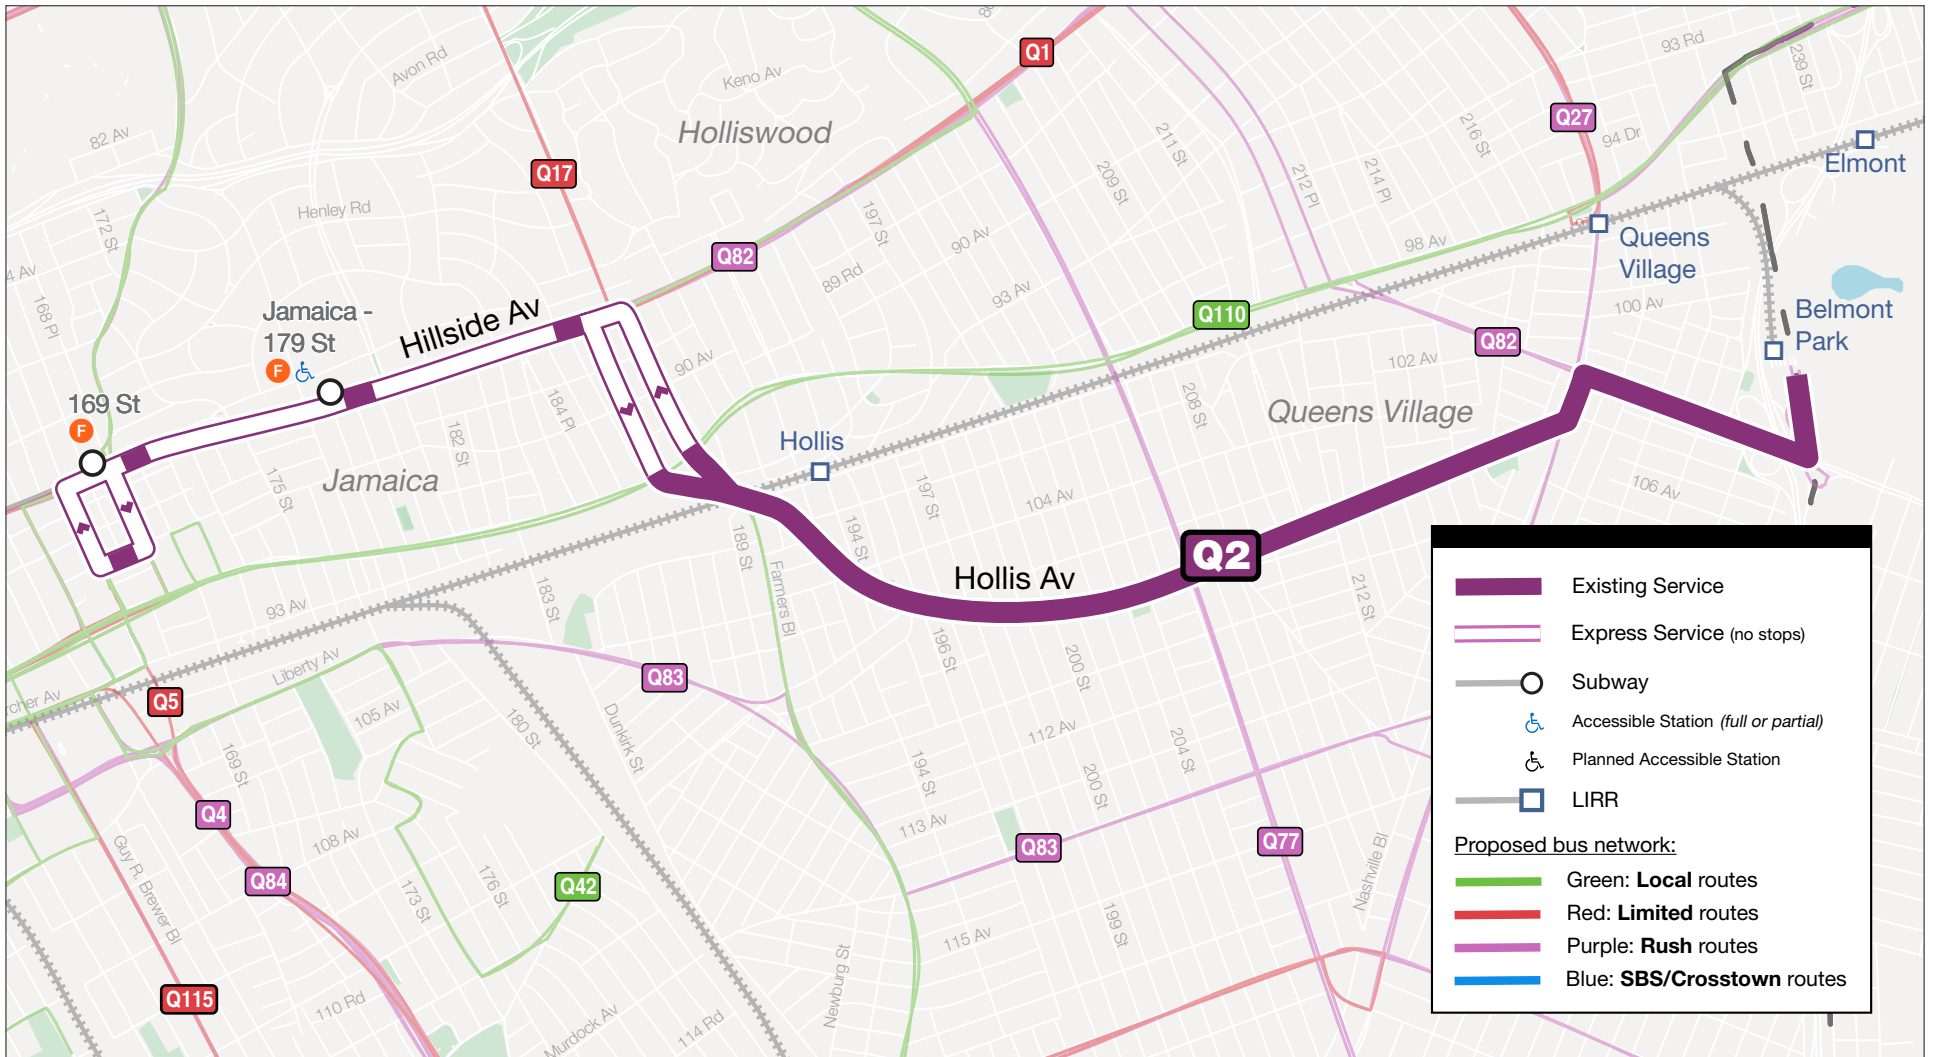 Avon Rd
Keno Av
80
Q1
93 Rd
239 St
82 Av
Holliswood
211 St
216 St
Q27
94 Dr
Elmont
Q17
209 St
212 Pl
214 Pl
172 St
Henley Rd
197 St
90 Av
98 Av
Queens
Village
Q82
89 Rd
93 Av
4 Av
168 Pl
Jamaica -
179 St
F
Hillside Av
Q110
100 Av
Belmont
Park
Q82
90 Av
102 Av
169 St
F
184 Pl
182 St
208 St
Queens Village
Hollis
Jamaica
175 St
197 St
104 Av
106 Av
189 St
194 St
Q2
Hollis Av
93 Av
183 St
Farmers Bl
212 St
196 St
200 St
Liberty Av
Q83
rcher Av
Q5
105 Av
180 St
Dunkirk St
112 Av
204 St
169 St
194 St
200 St
Q4
108 Av
113 Av
Q83
Q77
Guy R. Brewer Bl
Q84
173 St
176 St
Q42
Nashville Bl
199 St
115 Av
Q115
110 Rd
Murdock Av
114 Rd
Newburg St
Existing Service
Express Service (no stops)
Subway
Accessible Station (full or partial)
Planned Accessible Station
LIRR
Proposed bus network:
Green: Local routes
Red: Limited routes
Purple: Rush routes
Blue: SBS/Crosstown routes